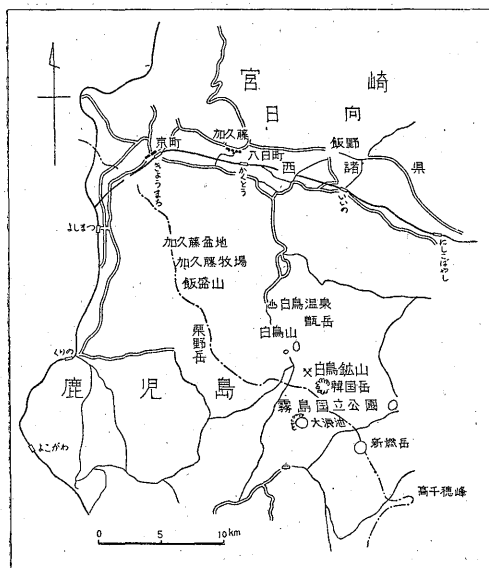 宮崎
日向
加久藤
京町
八日町
飯野
西諸県
きょうまち
かくとう
いいの
にしこばやし
よしまつ
加久藤盆地
加久藤牧場
飯盛山
白鳥温泉
甑岳
白鳥山
栗野岳
白鳥鉱山
韓国岳
くりの
鹿児島
霧島国立公園
大浪池
新燃岳
よこがわ
高千穂峰
0 5 10km